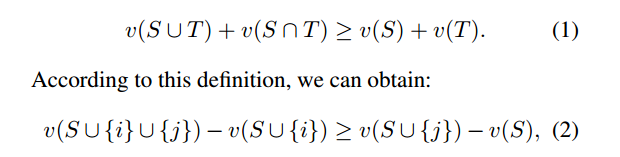 v(S ∪ T) + v(S ∩ T) ≥ v(S) + v(T). (1)
According to this definition, we can obtain:
v(S ∪ {i} ∪ {j}) − v(S ∪ {i}) ≥ v(S ∪ {j}) − v(S), (2)